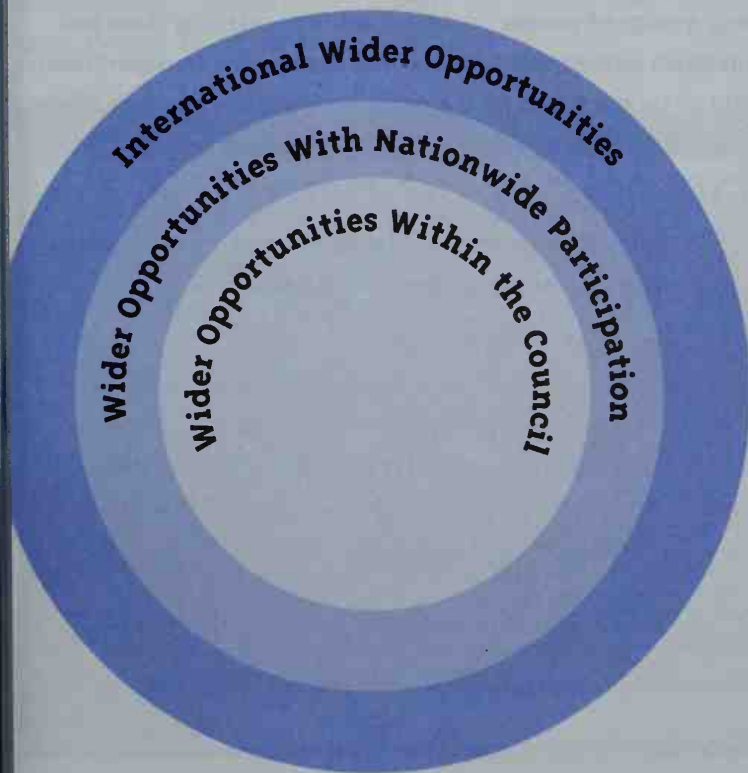 International Wider Opportunities
Wider Opportunities With Nationwide Participation
Wider Opportunities Within the Council